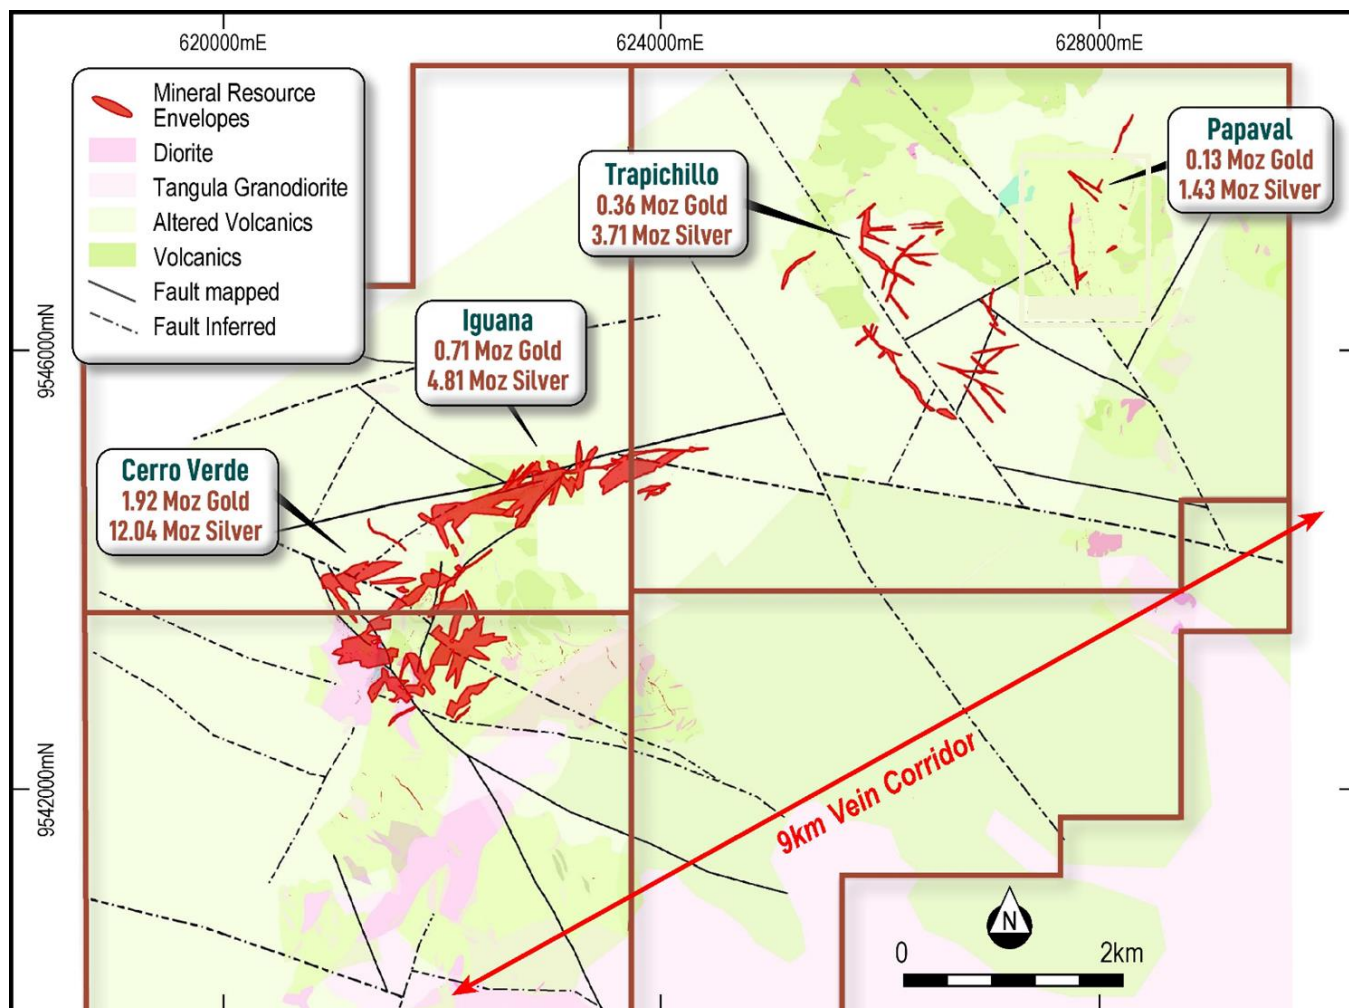 620000mE
624000mE
628000mE
Mineral Resource
Envelopes
Diorite
Tangula Granodiorite
Altered Volcanics
Volcanics
Fault mapped
Fault Inferred
Papaval
0.13 Moz Gold
1.43 Moz Silver
Trapichillo
0.36 Moz Gold
3.71 Moz Silver
Iguana
0.71 Moz Gold
4.81 Moz Silver
9546000mN
Cerro Verde
1.92 Moz Gold
12.04 Moz Silver
9542000mN
9km Vein Corridor
N
0
2km